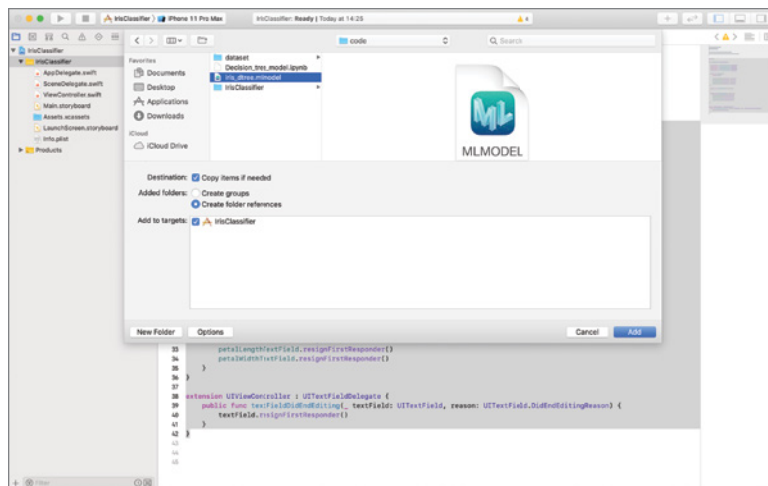 IrisClassifier
iPhone 11 Pro Max
IrisClassifier: Ready | Today at 14:25
4
IrisClassifier
IrisClassifier
AppDelegate.swift
SceneDelegate.swift
ViewController.swift
Main.storyboard
Assets.xcassets
LaunchScreen.storyboard
Info.plist
Products
Filter
code
Search
Favorites
Documents
Desktop
Applications
Downloads
iCloud
iCloud Drive
dataset
Decision_tree_model.ipynb
iris_dtree.mlmodel
IrisClassifier
ML
MLMODEL
Destination: Copy items if needed
Added folders: Create groups
Create folder references
Add to targets: IrisClassifier
New Folder
Options
Cancel
Add
33 petalLengthTextField.resignFirstResponder()
34 petalWidthTextField.resignFirstResponder()
35 }
36 }
37
38 extension UIViewController : UITextFieldDelegate {
39 public func textFieldDidEndEditing(_ textField: UITextField, reason: UITextField.DidEndEditingReason) {
40 textField.resignFirstResponder()
41 }
42 }
43
44
45